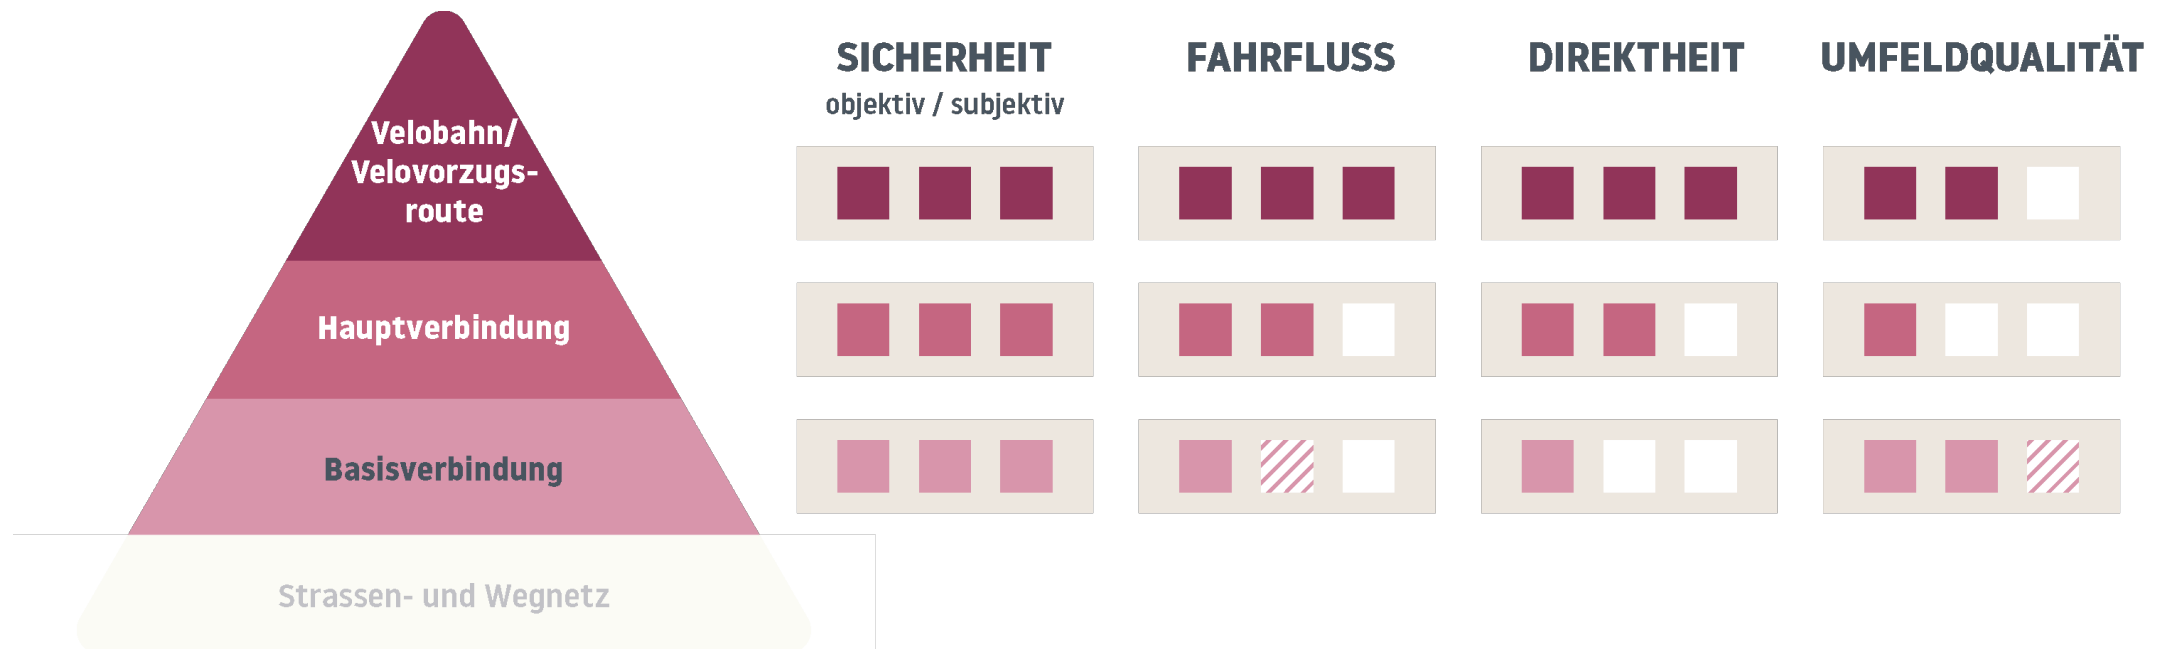 SICHERHEIT
objektiv / subjektiv
FAHRFLUSS
DIREKTHEIT
UMFELDQUALITÄT
Velobahn/
Velovorzugs-
route
Hauptverbindung
Basisverbindung
Strassen- und Wegnetz